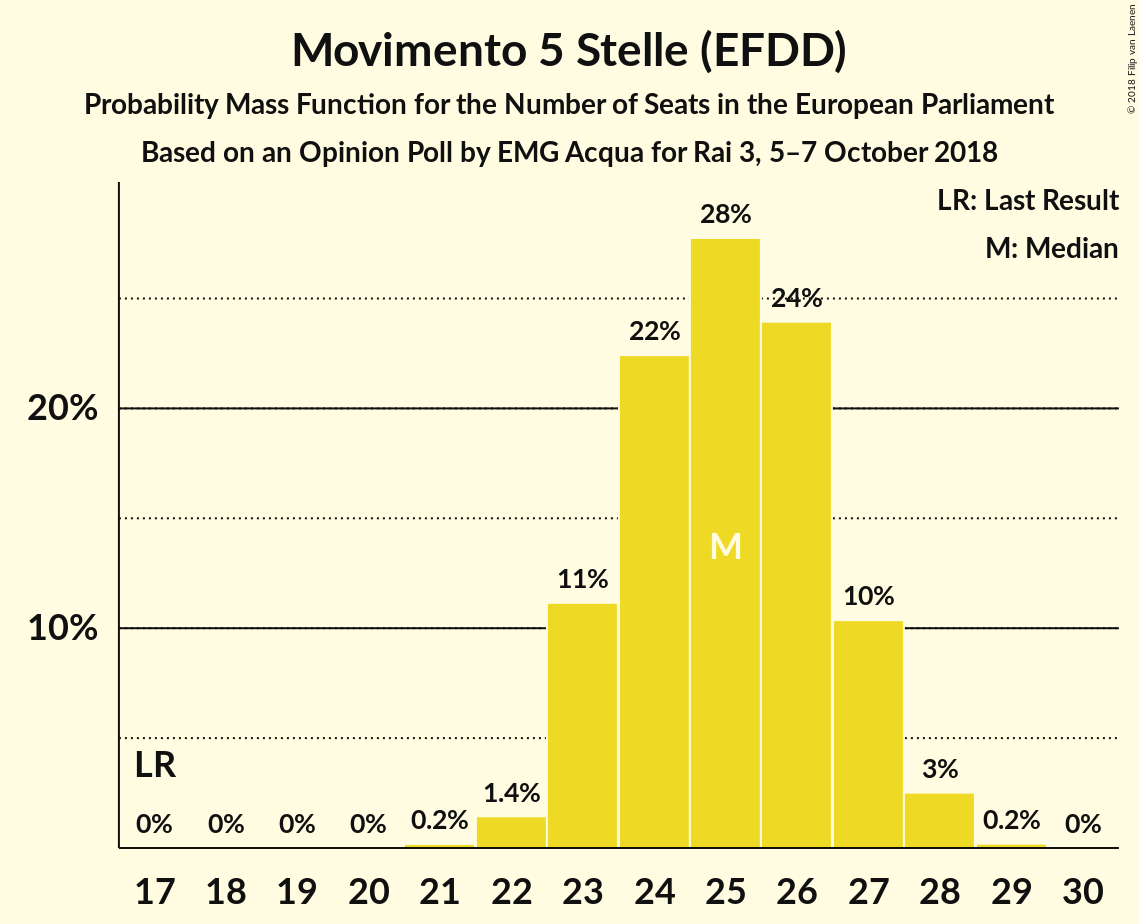 Movimento 5 Stelle (EFDD)
Probability Mass Function for the Number of Seats in the European Parliament
Based on an Opinion Poll by EMG Acqua for Rai 3, 5–7 October 2018
© 2018 Filip van Laenen
LR: Last Result
M: Median
28%
24%
22%
20%
M
11%
10%
10%
LR
3%
1.4%
0% 0% 0% 0% 0.2% 0.2% 0%
17 18 19 20 21 22 23 24 25 26 27 28 29 30